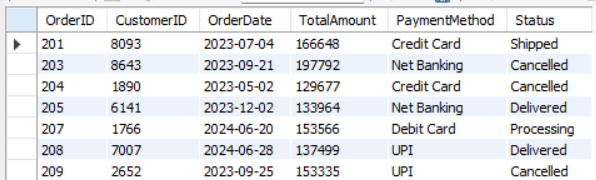 OrderID CustomerID OrderDate TotalAmount PaymentMethod Status
201 8093 2023-07-04 166648 Credit Card Shipped
203 8643 2023-09-21 197792 Net Banking Cancelled
204 1890 2023-05-02 129677 Credit Card Cancelled
205 6141 2023-12-02 133964 Net Banking Delivered
207 1766 2024-06-20 153566 Debit Card Processing
208 7007 2024-06-28 137499 UPI Delivered
209 2652 2023-09-25 153335 UPI Cancelled